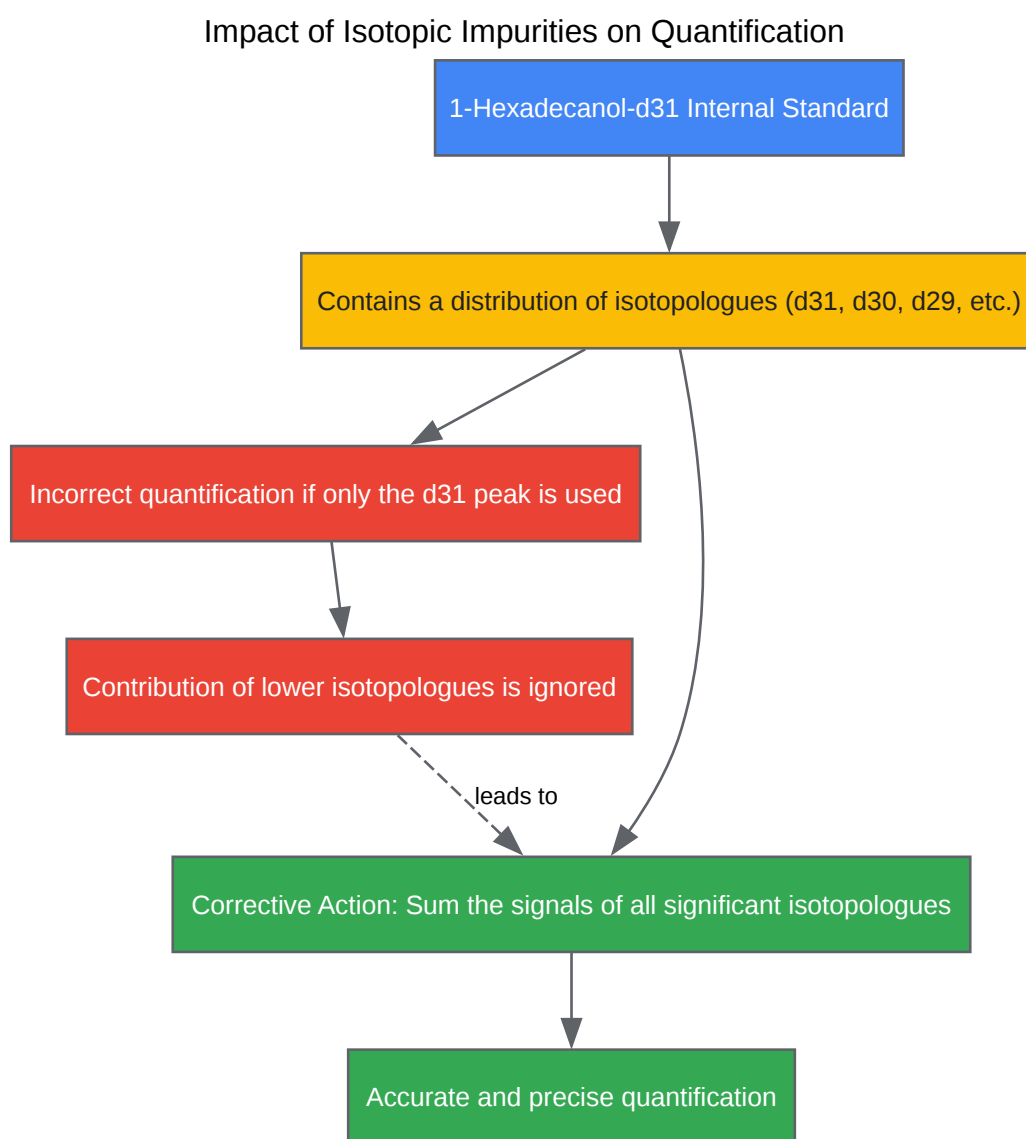 Impact of Isotopic Impurities on Quantification
1-Hexadecanol-d31 Internal Standard
Contains a distribution of isotopologues (d31, d30, d29, etc.)
Incorrect quantification if only the d31 peak is used
Contribution of lower isotopologues is ignored
leads to
Corrective Action: Sum the signals of all significant isotopologues
Accurate and precise quantification